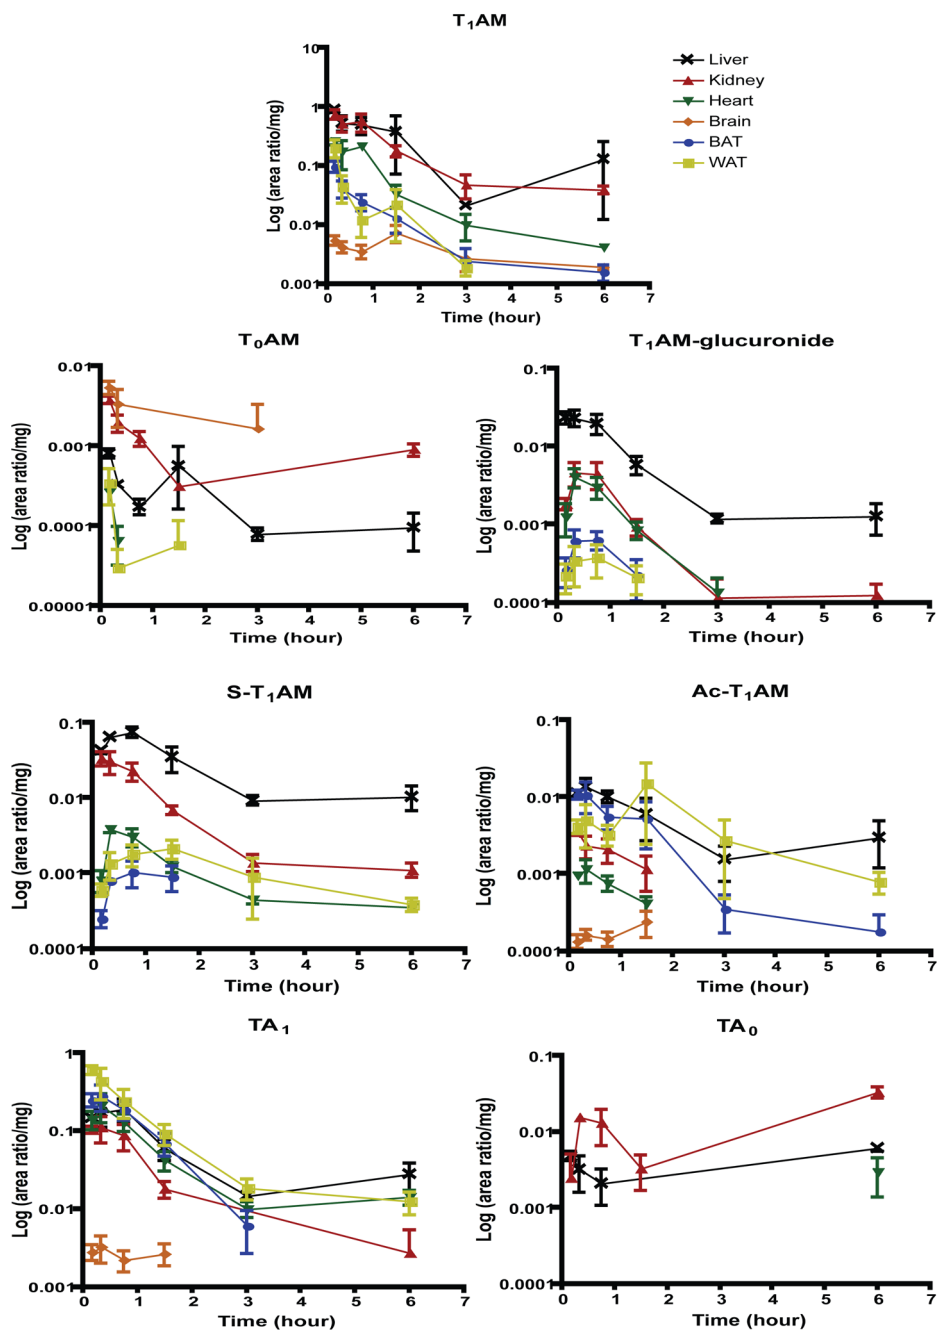 T₁AM
Log (area ratio/mg)
10
1
0.1
0.01
0.001
0 1 2 3 4 5 6 7
Time (hour)
Liver
Kidney
Heart
Brain
BAT
WAT
T₀AM
Log (area ratio/mg)
0.01
0.001
0.0001
0.00001
0 1 2 3 4 5 6 7
Time (hour)
T₁AM-glucuronide
Log (area ratio/mg)
0.1
0.01
0.001
0.0001
0 1 2 3 4 5 6 7
Time (hour)
S-T₁AM
Log (area ratio/mg)
0.1
0.01
0.001
0.0001
0 1 2 3 4 5 6 7
Time (hour)
Ac-T₁AM
Log (area ratio/mg)
0.1
0.01
0.001
0.0001
0 1 2 3 4 5 6 7
Time (hour)
TA₁
Log (area ratio/mg)
1
0.1
0.01
0.001
0 1 2 3 4 5 6 7
Time (hour)
TA₀
Log (area ratio/mg)
0.1
0.01
0.001
0.0001
0 1 2 3 4 5 6 7
Time (hour)